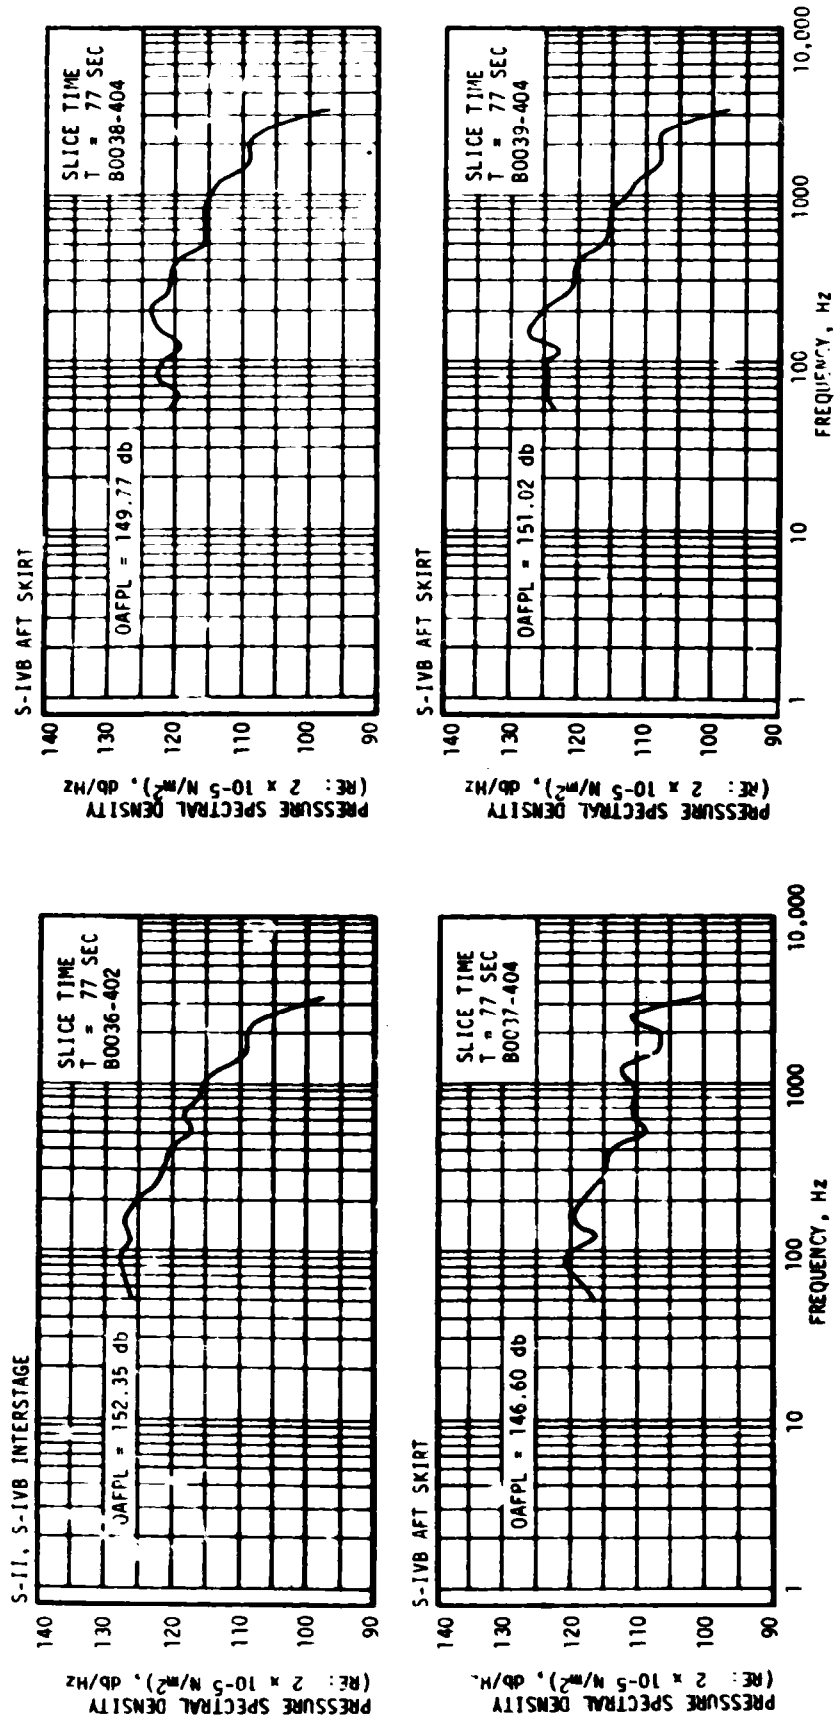 S-II, S-IVB INTERSTAGE
PRESSURE SPECTRAL DENSITY
(RE: 2 x 10-5 N/m2), db/Hz
140
130
120
110
100
90
OAFPL = 152.35 db
SLICE TIME
T = 77 SEC
B0036-402
S-IVB AFT SKIRT
PRESSURE SPECTRAL DENSITY
(RE: 2 x 10-5 N/m2), db/Hz
140
130
120
110
100
90
OAFPL = 149.77 db
SLICE TIME
T = 77 SEC
B0038-404
S-IVB AFT SKIRT
PRESSURE SPECTRAL DENSITY
(RE: 2 x 10-5 N/m2), db/H
140
130
120
110
100
90
OAFPL = 146.60 db
SLICE TIME
T = 77 SEC
B0037-404
1 10 100 1000 10,000
FREQUENCY, Hz
S-IVB AFT SKIRT
PRESSURE SPECTRAL DENSITY
(RE: 2 x 10-5 N/m2), db/Hz
140
130
120
110
100
90
OAFPL = 151.02 db
SLICE TIME
T = 77 SEC
B0039-404
1 10 100 1000 10,000
FREQUENCY, Hz